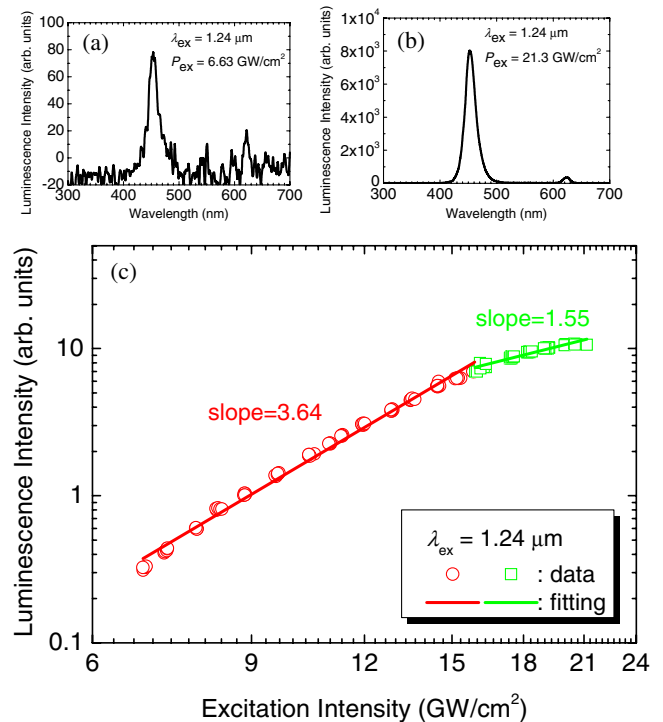 (a)
λex = 1.24 μm
Pex = 6.63 GW/cm²
Luminescence Intensity (arb. units)
100
80
60
40
20
0
-20
300 400 500 600 700
Wavelength (nm)
(b)
λex = 1.24 μm
Pex = 21.3 GW/cm²
Luminescence Intensity (arb. units)
1x10⁴
8x10³
6x10³
4x10³
2x10³
0
300 400 500 600 700
Wavelength (nm)
(c)
slope=1.55
slope=3.64
Luminescence Intensity (arb. units)
10
1
0.1
λex = 1.24 μm
: data
: fitting
6 9 12 15 18 21 24
Excitation Intensity (GW/cm²)